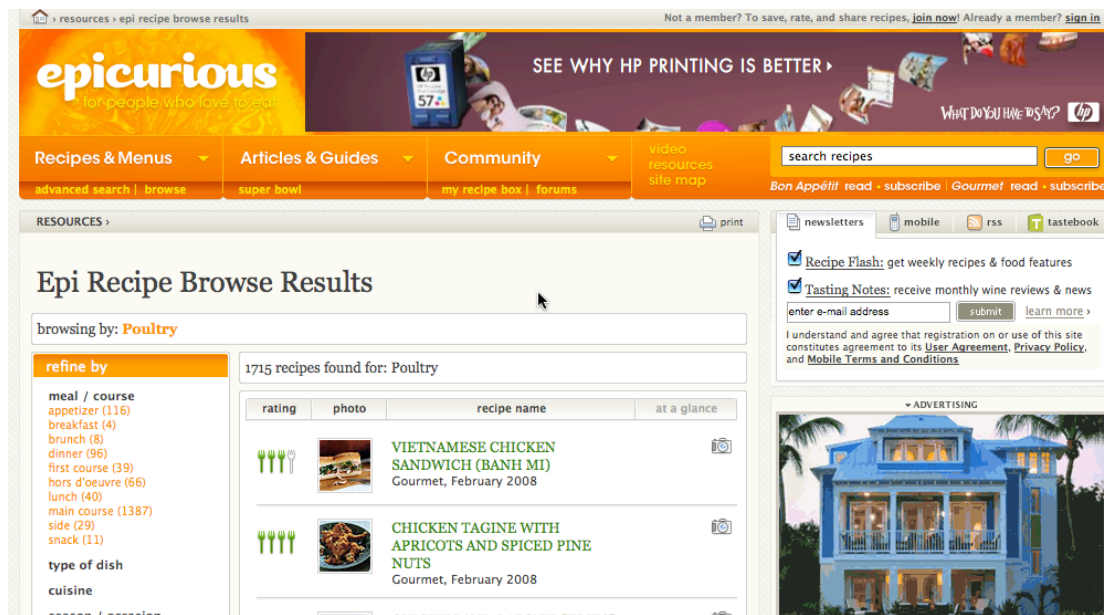 › resources › epi recipe browse results
Not a member? To save, rate, and share recipes, join now! Already a member? sign in
epicurious
for people who love to eat
hp
57
SEE WHY HP PRINTING IS BETTER ›
WHAT DO YOU HAVE TO SAY?
hp
Recipes & Menus
Articles & Guides
Community
video
resources
site map
search recipes
go
advanced search | browse
super bowl
my recipe box | forums
Bon Appétit read • subscribe | Gourmet read • subscribe
RESOURCES ›
print
newsletters
mobile
rss
tastebook
Epi Recipe Browse Results
Recipe Flash: get weekly recipes & food features
Tasting Notes: receive monthly wine reviews & news
enter e-mail address
submit
learn more ›
I understand and agree that registration on or use of this site
constitutes agreement to its User Agreement, Privacy Policy,
and Mobile Terms and Conditions
browsing by: Poultry
refine by
1715 recipes found for: Poultry
meal / course
appetizer (116)
breakfast (4)
brunch (8)
dinner (96)
first course (39)
hors d'oeuvre (66)
lunch (40)
main course (1387)
side (29)
snack (11)
type of dish
cuisine
season / occasion
rating
photo
recipe name
at a glance
VIETNAMESE CHICKEN
SANDWICH (BANH MI)
Gourmet, February 2008
CHICKEN TAGINE WITH
APRICOTS AND SPICED PINE
NUTS
Gourmet, February 2008
ADVERTISING